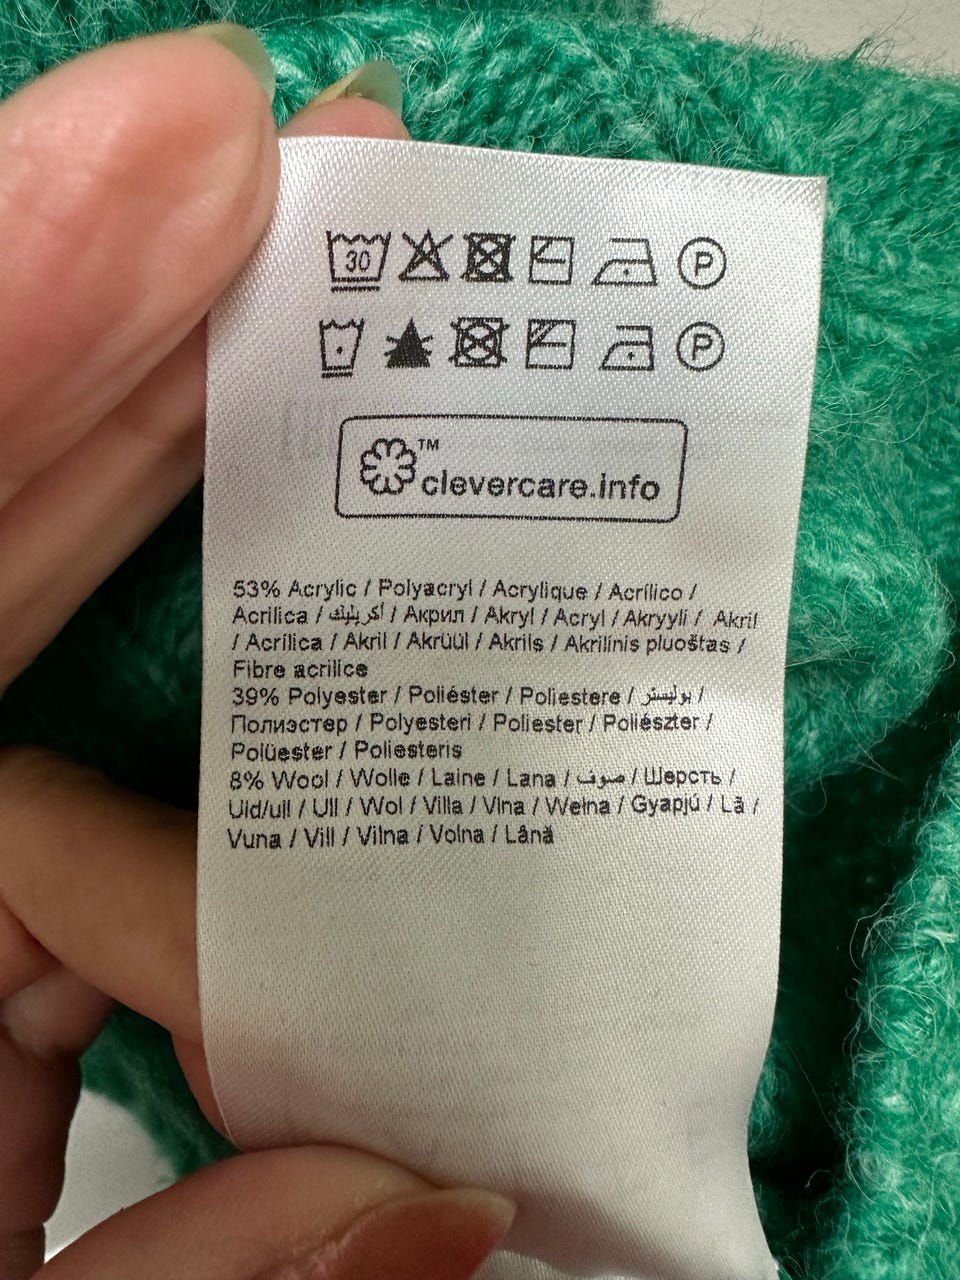 30 P
P
™
clevercare.info
53% Acrylic / Polyacryl / Acrylique / Acrílico /
Acrilica / أكريليك / Акрил / Akryl / Acryl / Akryyli / Akril
/ Acrílica / Akril / Akrüül / Akrils / Akrilinis pluoštas /
Fibre acrilice
39% Polyester / Poliéster / Poliestere / بوليستر /
Полиэстер / Polyesteri / Poliester / Poliészter /
Polüester / Poliesteris
8% Wool / Wolle / Laine / Lana / صوف / Шерсть /
Uld/ull / Ull / Wol / Villa / Vlna / Wełna / Gyapjú / Lã /
Vuna / Vill / Vilna / Volna / Lână